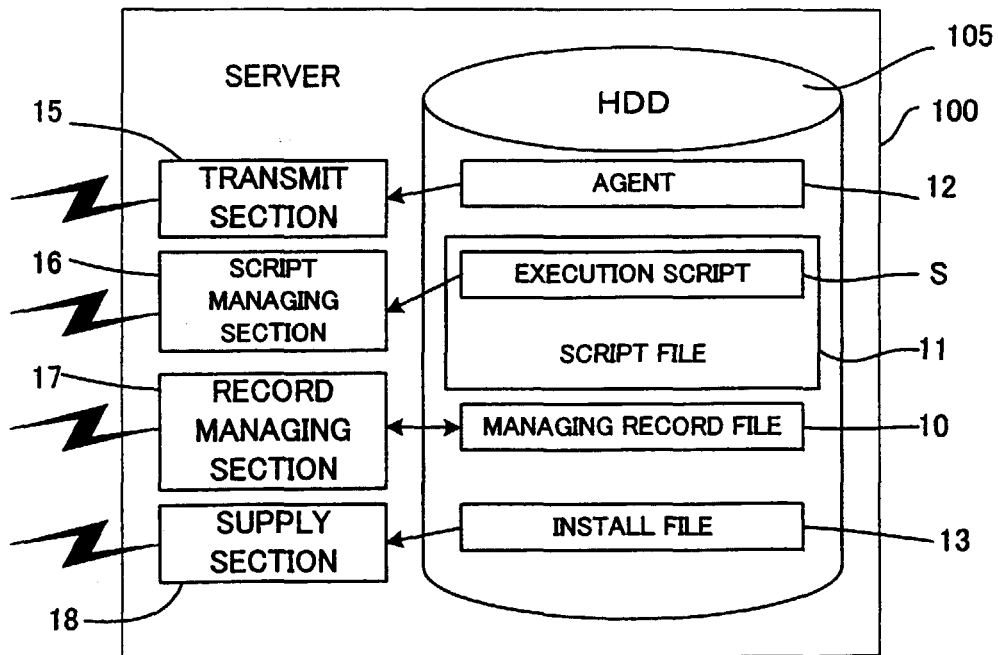 105
SERVER
HDD
100
15
TRANSMIT
SECTION
AGENT
12
16
SCRIPT
MANAGING
SECTION
EXECUTION SCRIPT
S
SCRIPT FILE
11
17
RECORD
MANAGING
SECTION
MANAGING RECORD FILE
10
SUPPLY
SECTION
INSTALL FILE
13
18